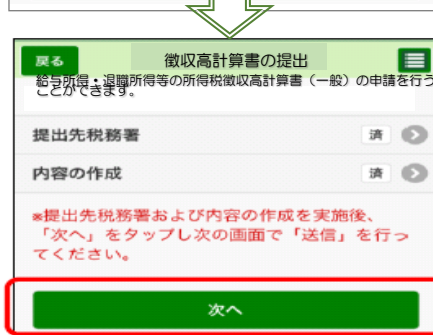 戻る
徴収高計算書の提出
給与所得・退職所得等の所得税徴収高計算書（一般）の申請を行う
ことができます。
提出先税務署 済
内容の作成 済
※提出先税務署および内容の作成を実施後、
「次へ」をタップし次の画面で「送信」を行っ
てください。
次へ